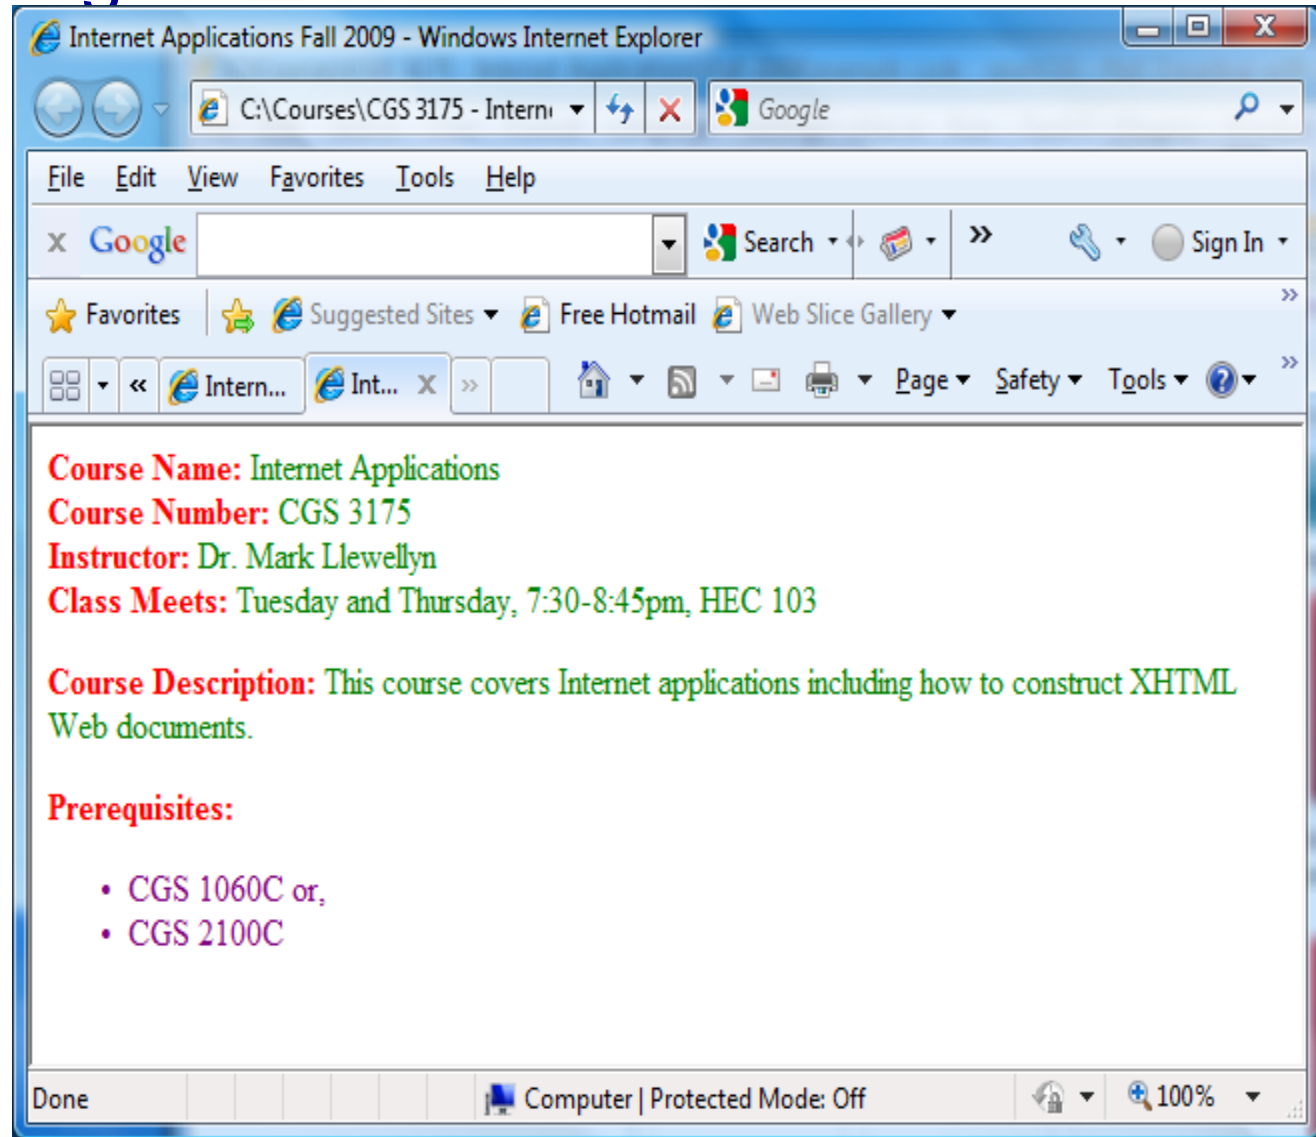 Internet Applications Fall 2009 - Windows Internet Explorer
C:\Courses\CGS 3175 - Intern
Google
File Edit View Favorites Tools Help
x Google Search » Sign In
Favorites Suggested Sites Free Hotmail Web Slice Gallery »
« Intern... Int... X » Page Safety Tools »
Course Name: Internet Applications
Course Number: CGS 3175
Instructor: Dr. Mark Llewellyn
Class Meets: Tuesday and Thursday, 7:30-8:45pm, HEC 103
Course Description: This course covers Internet applications including how to construct XHTML
Web documents.
Prerequisites:
• CGS 1060C or,
• CGS 2100C
Done Computer | Protected Mode: Off 100%